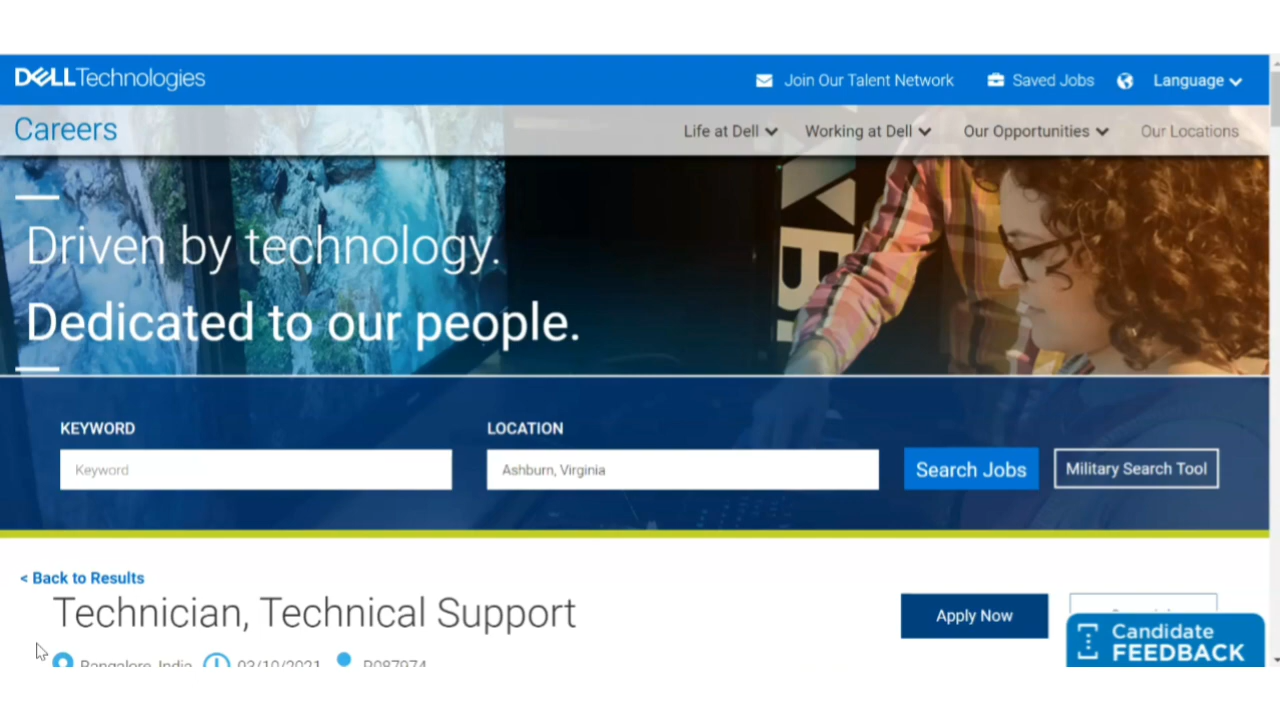 DELLTechnologies
Join Our Talent Network
Saved Jobs
Language
Careers
Life at Dell
Working at Dell
Our Opportunities
Our Locations
Driven by technology.
Dedicated to our people.
KEYWORD
LOCATION
Keyword
Ashburn, Virginia
Search Jobs
Military Search Tool
< Back to Results
Technician, Technical Support
Apply Now
Candidate
FEEDBACK
Bangalore, India
03/10/2021
R087974